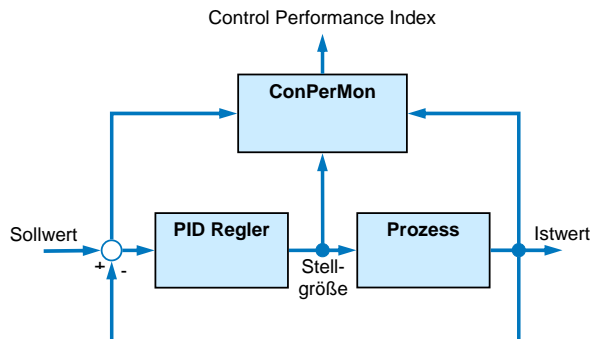 Control Performance Index
ConPerMon
PID Regler
Prozess
Sollwert
Istwert
+
-
Stell-
größe